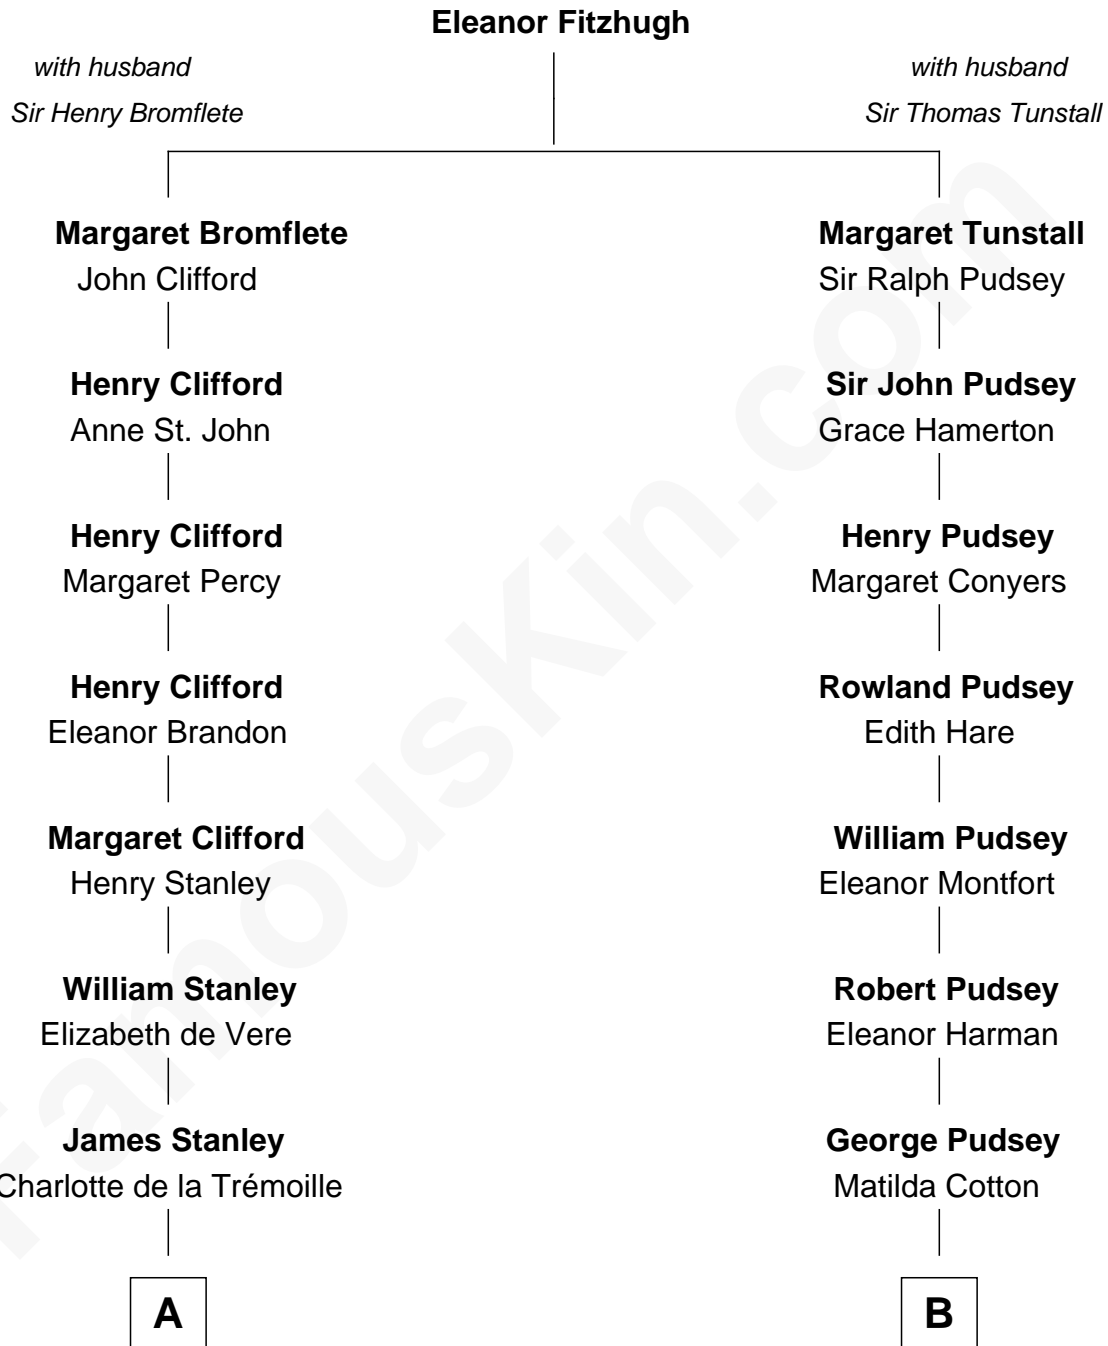 Eleanor Fitzhugh
with husband
Sir Henry Bromflete
with husband
Sir Thomas Tunstall
Margaret Bromflete
John Clifford
Margaret Tunstall
Sir Ralph Pudsey
Henry Clifford
Anne St. John
Sir John Pudsey
Grace Hamerton
Henry Clifford
Margaret Percy
Henry Pudsey
Margaret Conyers
Henry Clifford
Eleanor Brandon
Rowland Pudsey
Edith Hare
Margaret Clifford
Henry Stanley
William Pudsey
Eleanor Montfort
William Stanley
Elizabeth de Vere
Robert Pudsey
Eleanor Harman
James Stanley
Charlotte de la Trémoille
George Pudsey
Matilda Cotton
A
B
FamousKin.com